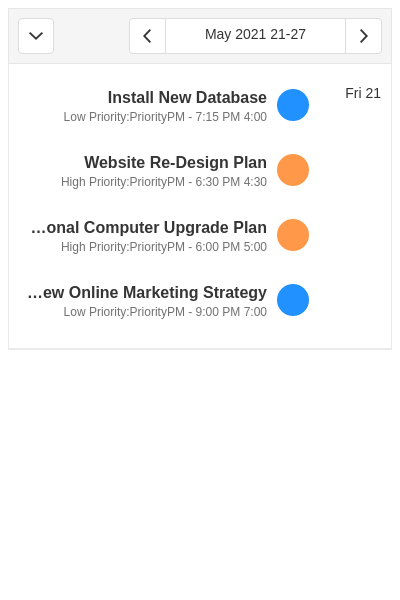 May 2021 21-27
Fri 21
Install New Database
Low Priority:PriorityPM - 7:15 PM 4:00
Website Re-Design Plan
High Priority:PriorityPM - 6:30 PM 4:30
...onal Computer Upgrade Plan
High Priority:PriorityPM - 6:00 PM 5:00
...ew Online Marketing Strategy
Low Priority:PriorityPM - 9:00 PM 7:00